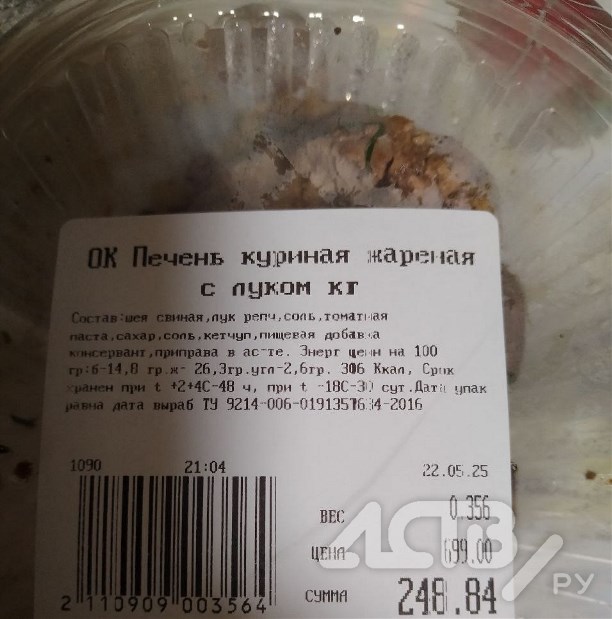 ОК Печень куриная жареная
с луком кг
Состав:шея свиная,лук репч,соль,томатная
паста,сахар,соль,кетчуп,пищевая добавка
консервант,приправа в ас-те. Энерг ценн на 100
гр:б-14,8 гр.ж- 26,3гр.угл-2,6гр. 306 Ккал, Срок
хранен при t +2+4С-48 ч, при t -18С-30 сут.Дата упак
равна дата выраб ТУ 9214-006-0191357634-2016
1090 21:04 22.05.25
ВЕС 0.356
ЦЕНА 699.00
СУММА 248.84
2 110909 003564
АСТВ.РУ